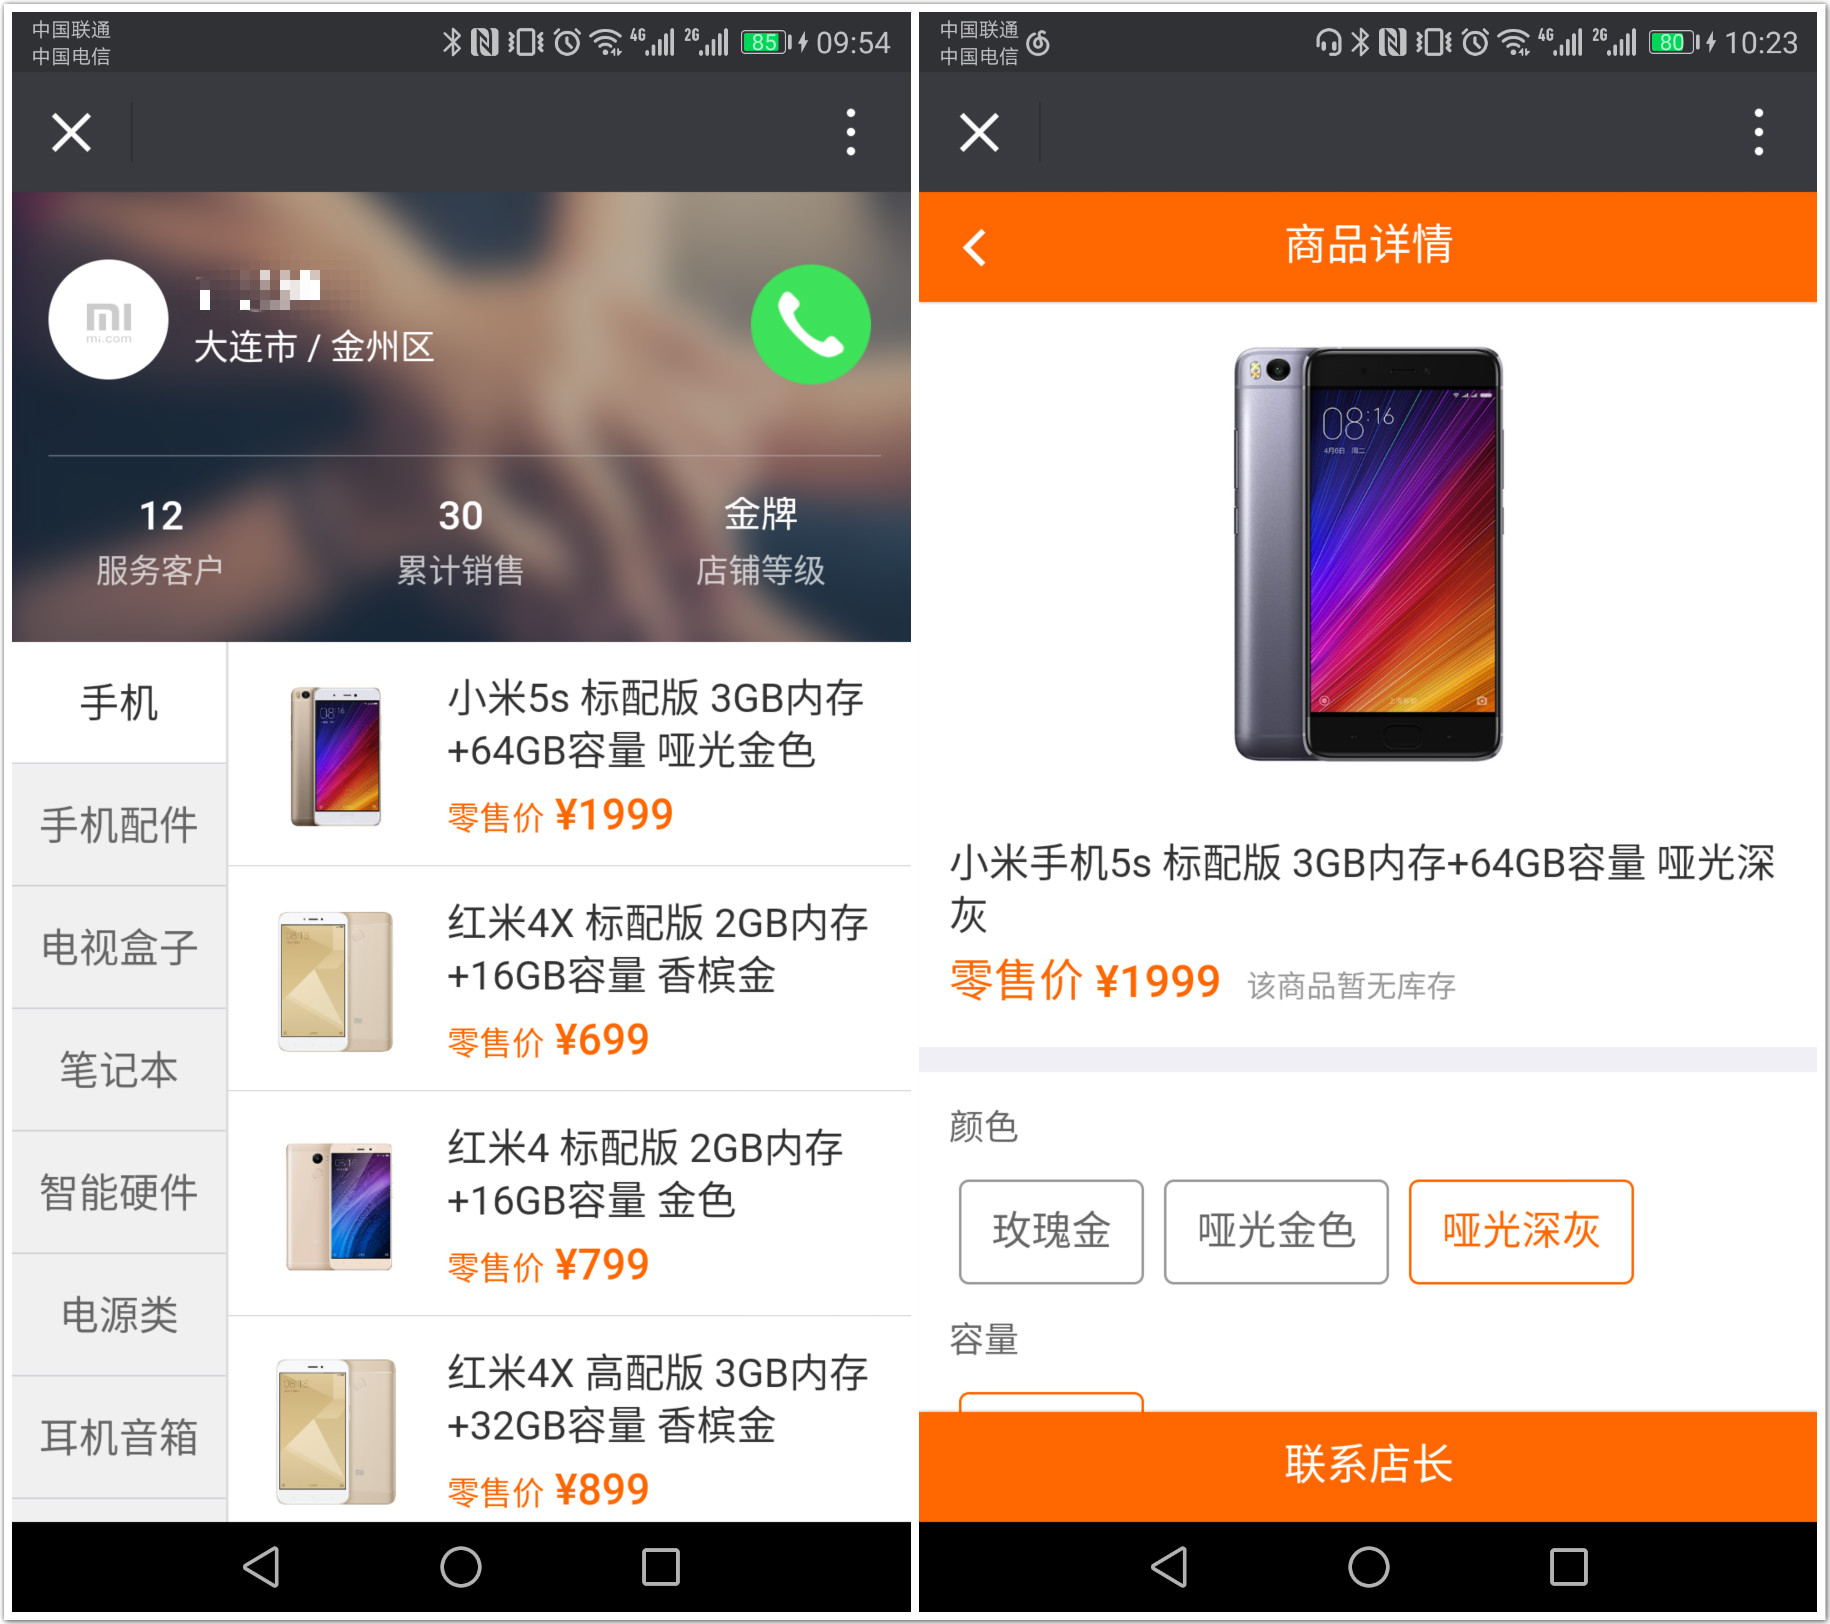 中国联通
中国电信
4G
2G
85
09:54
mi
mi.com
大连市 / 金州区
12
30
金牌
服务客户
累计销售
店铺等级
手机
手机配件
电视盒子
笔记本
智能硬件
电源类
耳机音箱
小米5s 标配版 3GB内存
+64GB容量 哑光金色
零售价 ¥1999
红米4X 标配版 2GB内存
+16GB容量 香槟金
零售价 ¥699
红米4 标配版 2GB内存
+16GB容量 金色
零售价 ¥799
红米4X 高配版 3GB内存
+32GB容量 香槟金
零售价 ¥899
中国联通
中国电信
4G
2G
80
10:23
商品详情
08:16
4月6日 周二
小米手机5s 标配版 3GB内存+64GB容量 哑光深
灰
零售价 ¥1999 该商品暂无库存
颜色
玫瑰金
哑光金色
哑光深灰
容量
联系店长